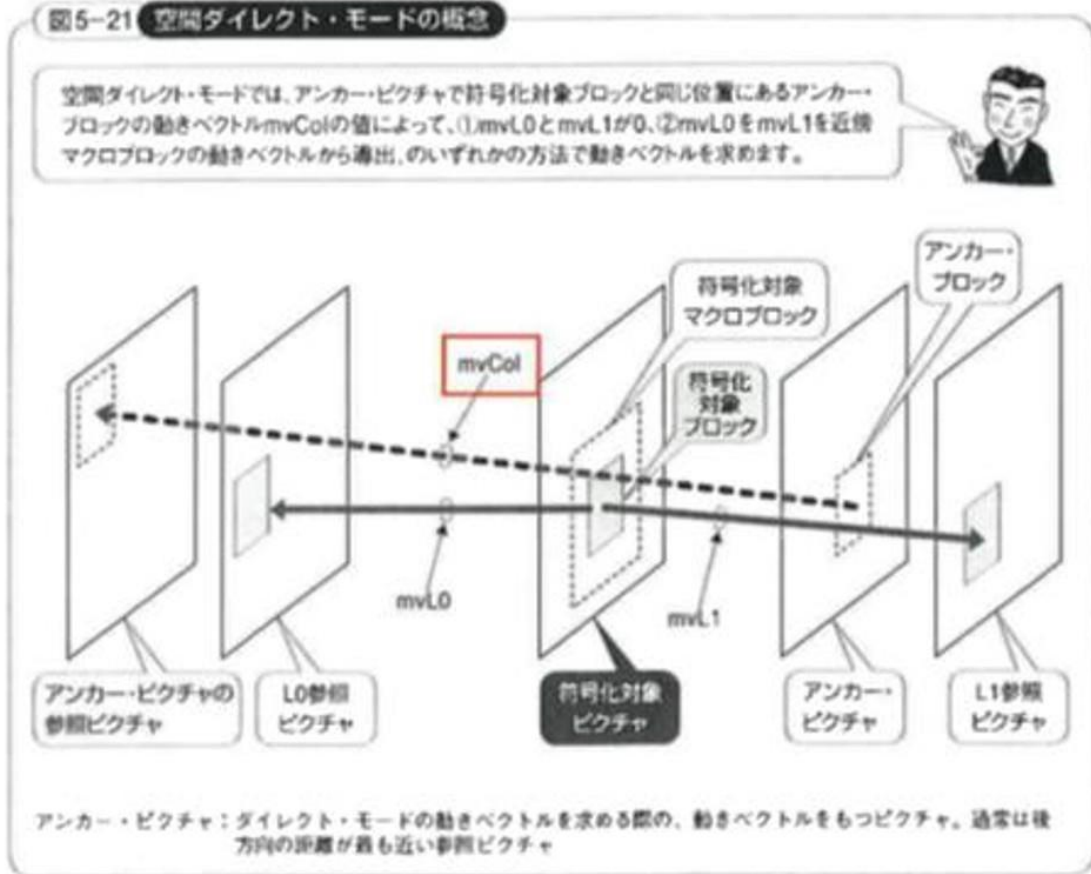 図5-21 空間ダイレクト・モードの概念
空間ダイレクト・モードでは、アンカー・ピクチャで符号化対象ブロックと同じ位置にあるアンカー・
ブロックの動きベクトルmvColの値によって、①mvL0とmvL1が0、②mvL0をmvL1を近傍
マクロブロックの動きベクトルから導出、のいずれかの方法で動きベクトルを求めます。
アンカー・
ブロック
符号化対象
マクロブロック
mvCol
符号化
対象
ブロック
mvL0
mvL1
アンカー・ピクチャの
参照ピクチャ
L0参照
ピクチャ
符号化対象
ピクチャ
アンカー・
ピクチャ
L1参照
ピクチャ
アンカー・ピクチャ：ダイレクト・モードの動きベクトルを求める際の、動きベクトルをもつピクチャ。通常は後
方向の距離が最も近い参照ピクチャ